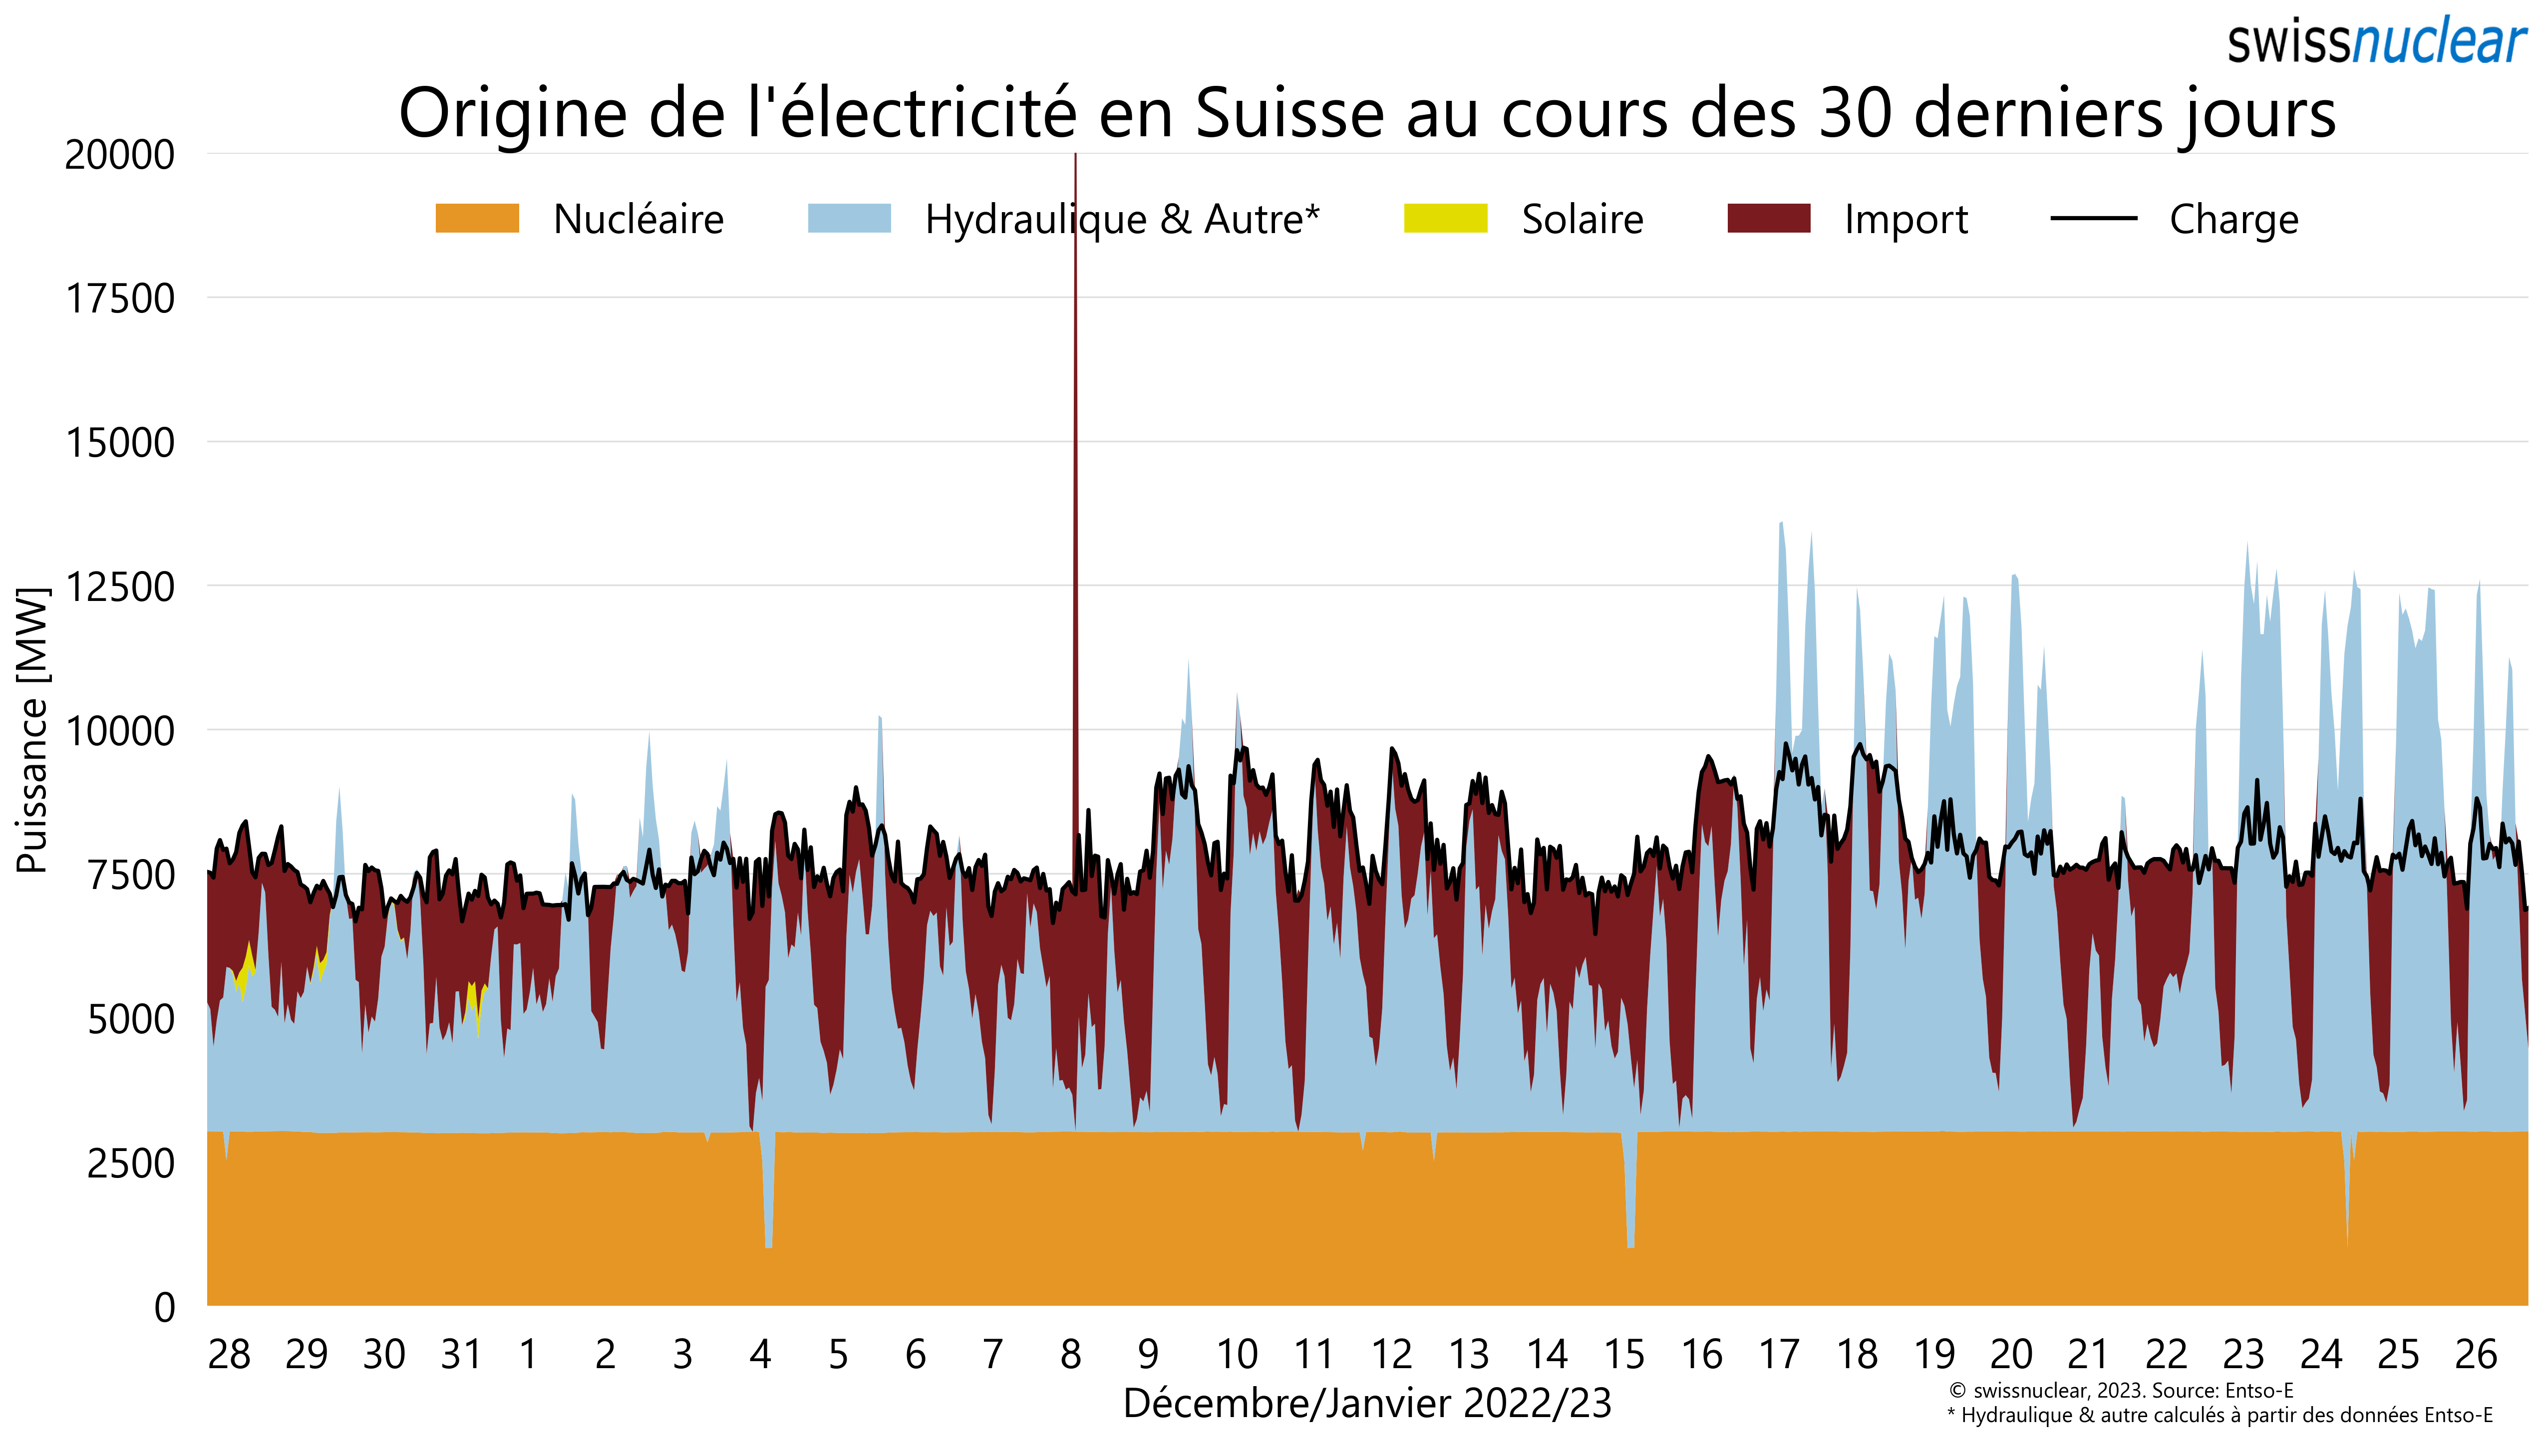 swissnuclear
Origine de l'électricité en Suisse au cours des 30 derniers jours
Nucléaire Hydraulique & Autre* Solaire Import Charge
20000
17500
15000
12500
10000
7500
5000
2500
0
Puissance [MW]
28 29 30 31 1 2 3 4 5 6 7 8 9 10 11 12 13 14 15 16 17 18 19 20 21 22 23 24 25 26
Décembre/Janvier 2022/23
© swissnuclear, 2023. Source: Entso-E
* Hydraulique & autre calculés à partir des données Entso-E